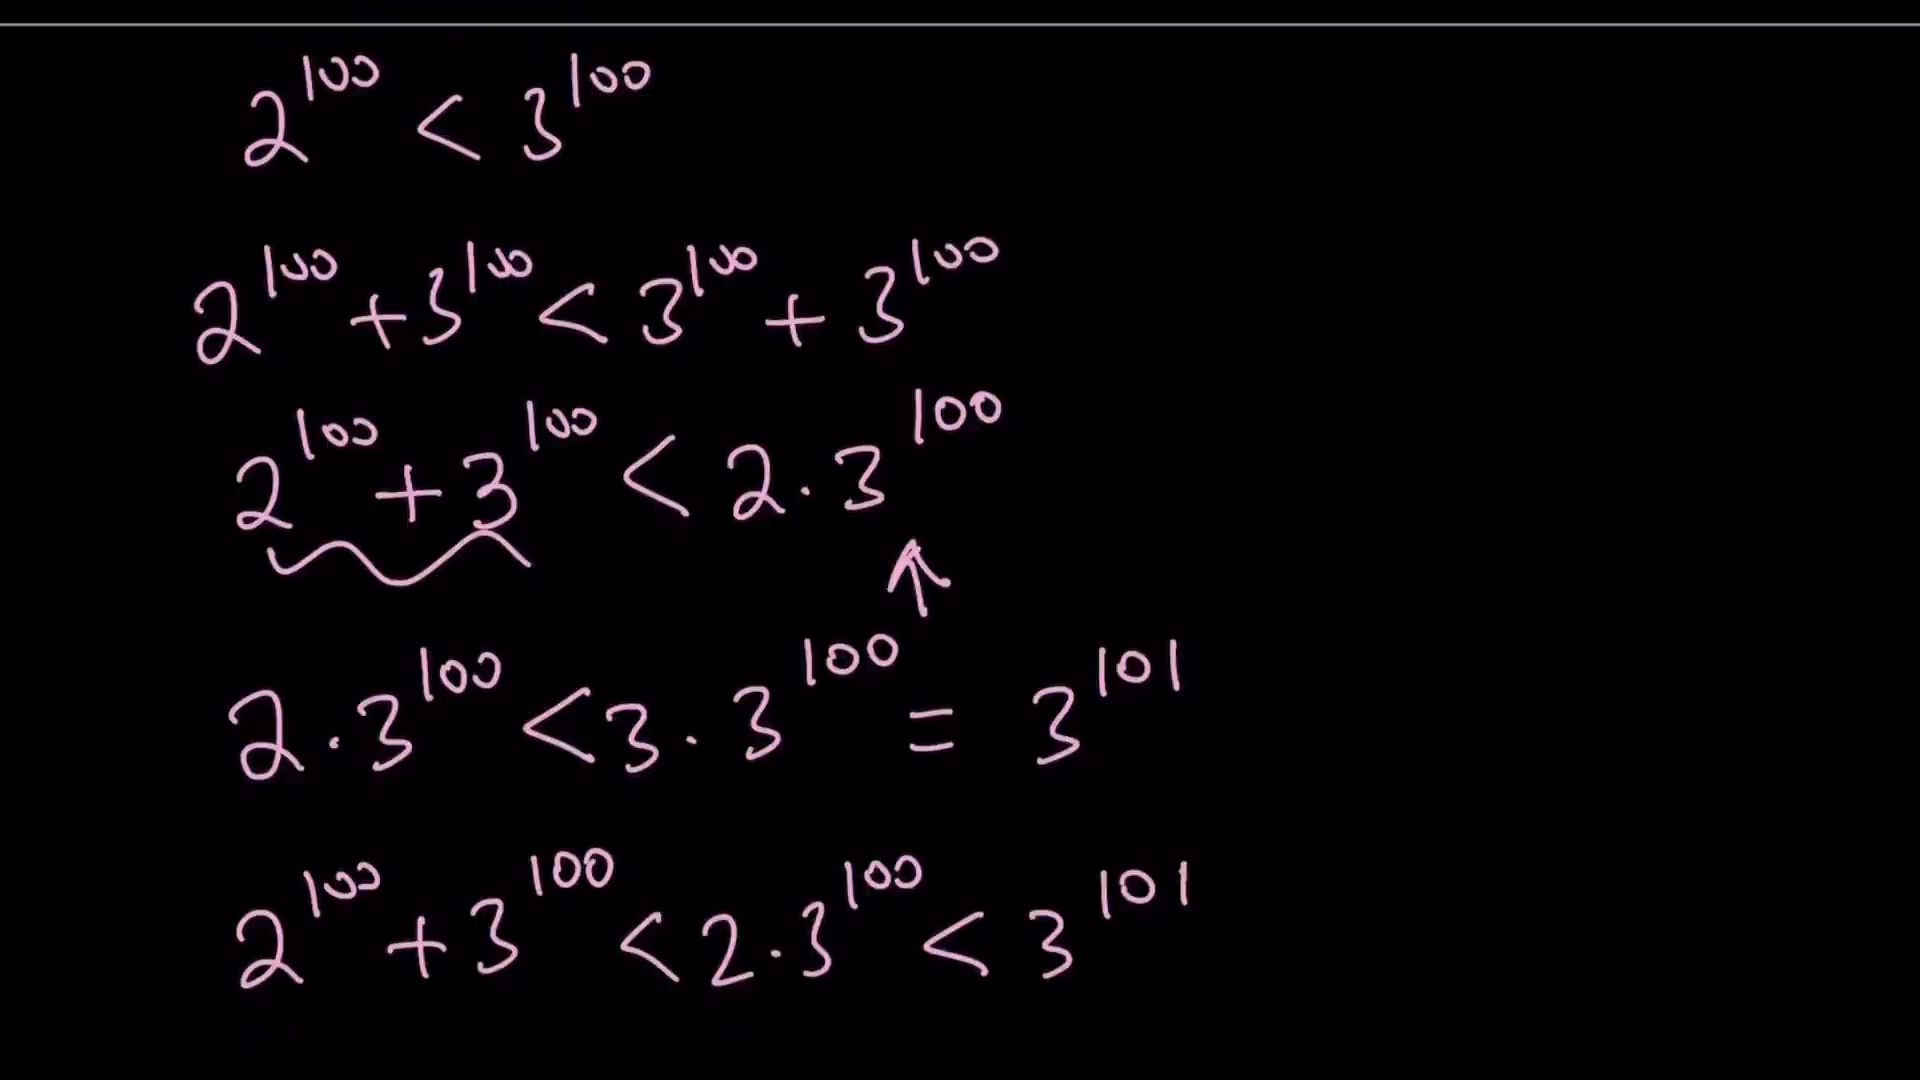 2^100 < 3^100
2^100 + 3^100 < 3^100 + 3^100
2^100 + 3^100 < 2 · 3^100
2 · 3^100 < 3 · 3^100 = 3^101
2^100 + 3^100 < 2 · 3^100 < 3^101